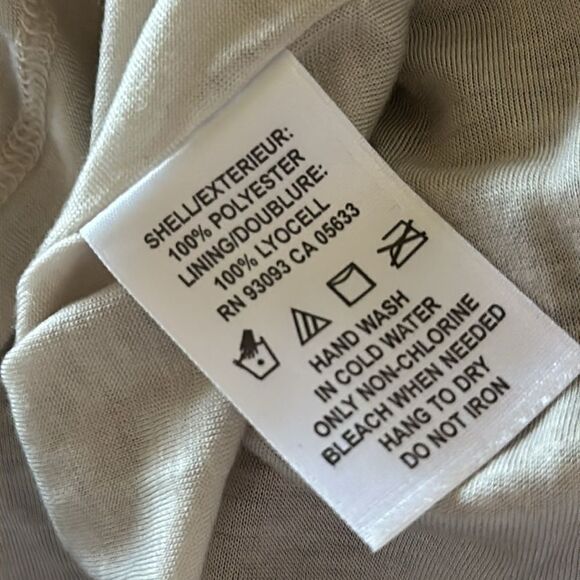 SHELL/EXTERIEUR:
100% POLYESTER
LINING/DOUBLURE:
100% LYOCELL
RN 93093 CA 05633
HAND WASH
IN COLD WATER
ONLY NON-CHLORINE
BLEACH WHEN NEEDED
HANG TO DRY
DO NOT IRON